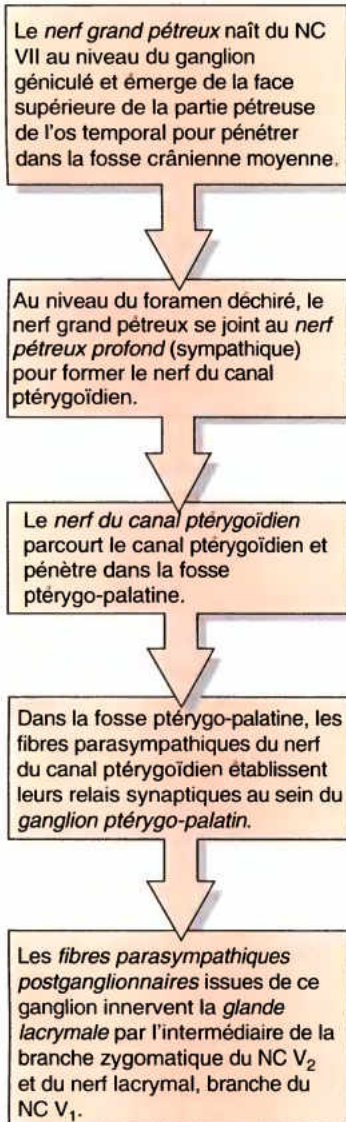 Le nerf grand pétreux naît du NC
VII au niveau du ganglion
géniculé et émerge de la face
supérieure de la partie pétreuse
de l'os temporal pour pénétrer
dans la fosse crânienne moyenne.
Au niveau du foramen déchiré, le
nerf grand pétreux se joint au nerf
pétreux profond (sympathique)
pour former le nerf du canal
ptérygoïdien.
Le nerf du canal ptérygoïdien
parcourt le canal ptérygoïdien et
pénètre dans la fosse
ptérygo-palatine.
Dans la fosse ptérygo-palatine, les
fibres parasympathiques du nerf
du canal ptérygoïdien établissent
leurs relais synaptiques au sein du
ganglion ptérygo-palatin.
Les fibres parasympathiques
postganglionnaires issues de ce
ganglion innervent la glande
lacrymale par l'intermédiaire de la
branche zygomatique du NC V₂
et du nerf lacrymal, branche du
NC V₁.